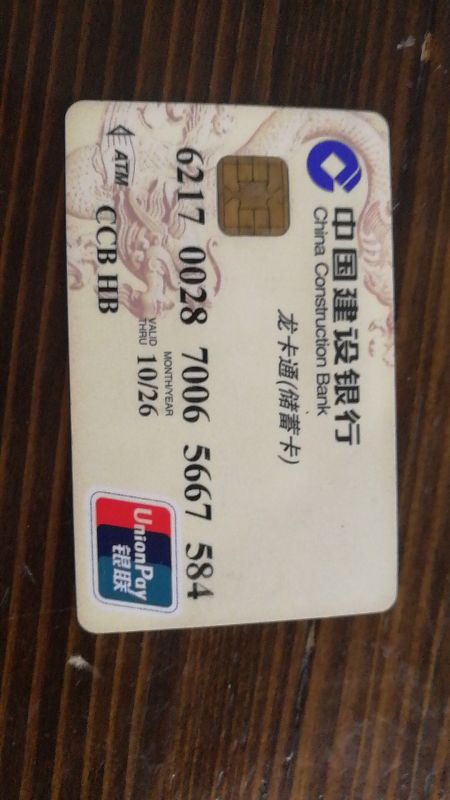 中国建设银行
China Construction Bank
龙卡通(储蓄卡)
6217 0028 7006 5667 584
ATM
CCB HB
VALID
THRU
MONTH/YEAR
10/26
UnionPay
银联